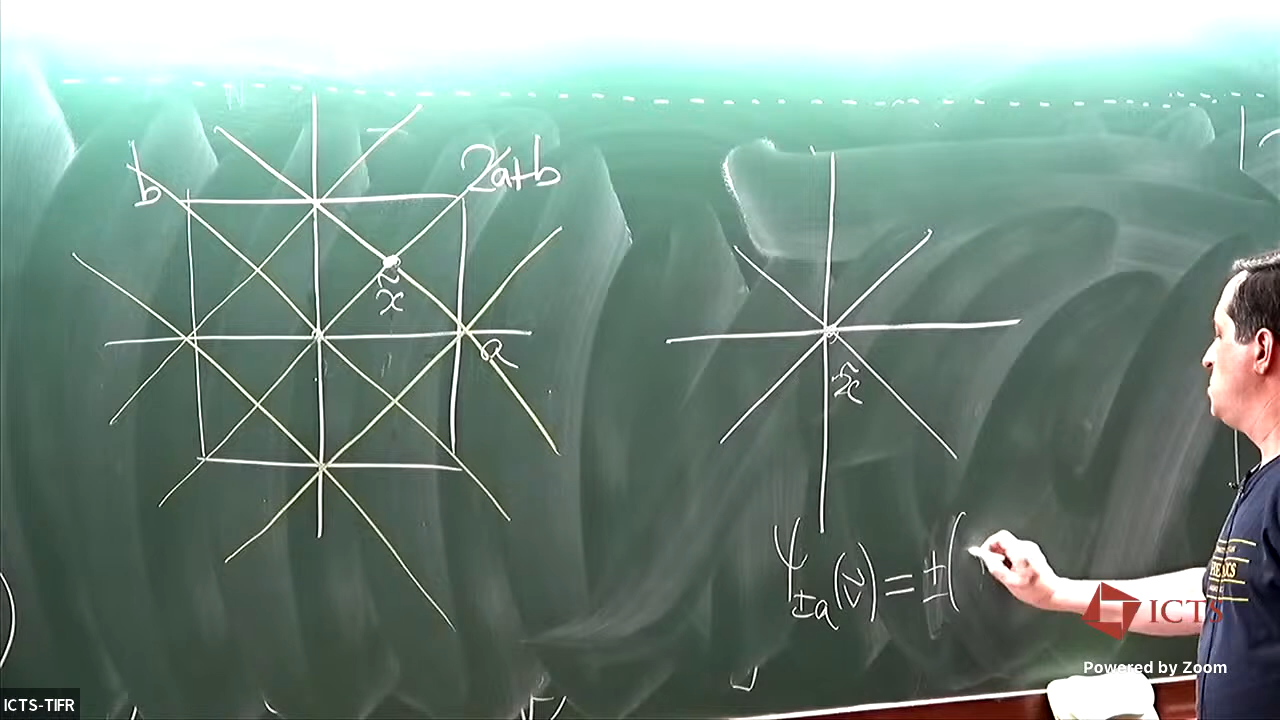 b
2a+b
x̃
a
x̃
ψ±a(v) = ±(
ICTS
Powered by Zoom
ICTS-TIFR